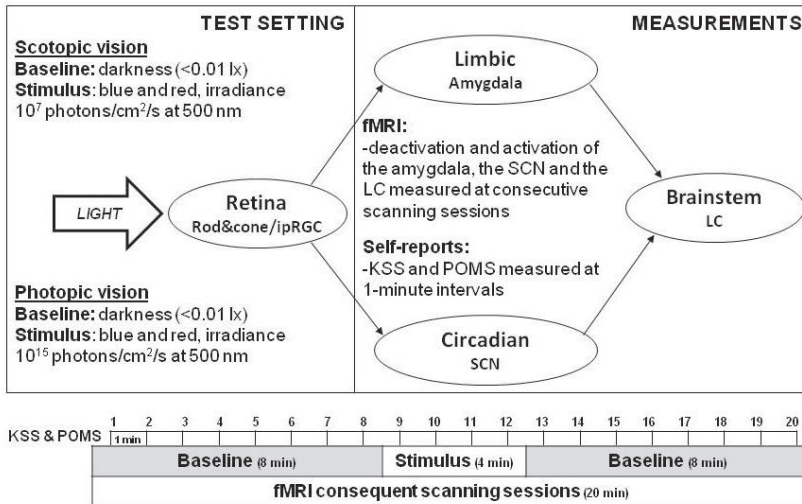 TEST SETTING
Scotopic vision
Baseline: darkness (<0.01 lx)
Stimulus: blue and red, irradiance
10⁷ photons/cm²/s at 500 nm
LIGHT
Retina
Rod&cone/ipRGC
Photopic vision
Baseline: darkness (<0.01 lx)
Stimulus: blue and red, irradiance
10¹⁵ photons/cm²/s at 500 nm
MEASUREMENTS
Limbic
Amygdala
fMRI:
-deactivation and activation of
the amygdala, the SCN and the
LC measured at consecutive
scanning sessions
Self-reports:
-KSS and POMS measured at
1-minute intervals
Brainstem
LC
Circadian
SCN
1 2 3 4 5 6 7 8 9 10 11 12 13 14 15 16 17 18 19 20
KSS & POMS
1 min
Baseline (8 min) Stimulus (4 min) Baseline (8 min)
fMRI consequent scanning sessions (20 min)